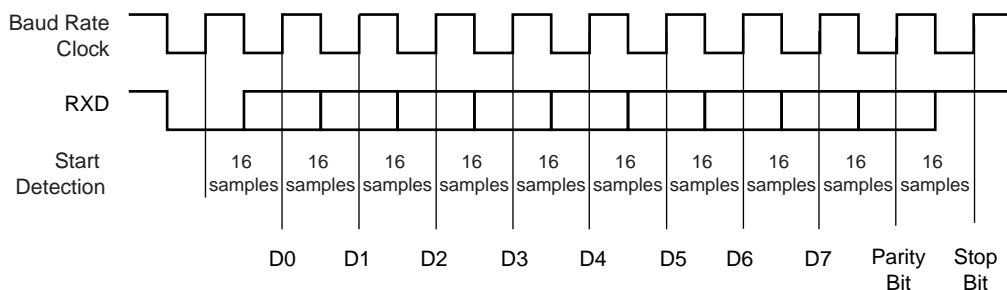 Baud Rate
Clock
RXD
Start
Detection
16 16 16 16 16 16 16 16 16 16
samples samples samples samples samples samples samples samples samples samples
D0 D1 D2 D3 D4 D5 D6 D7 Parity Stop
Bit Bit